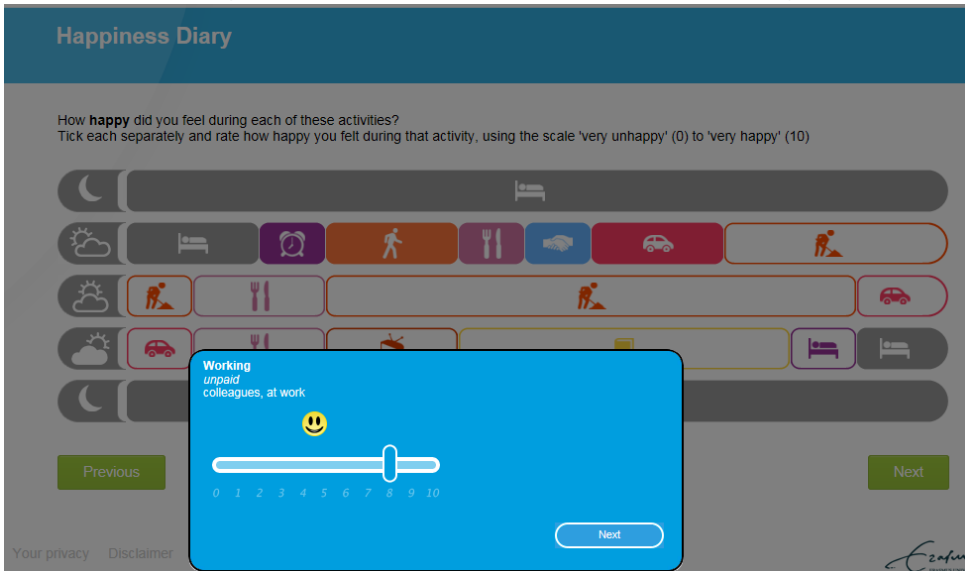 Happiness Diary
How happy did you feel during each of these activities?
Tick each separately and rate how happy you felt during that activity, using the scale 'very unhappy' (0) to 'very happy' (10)
Working
unpaid
colleagues, at work
0 1 2 3 4 5 6 7 8 9 10
Previous
Next
Next
Your privacy Disclaimer